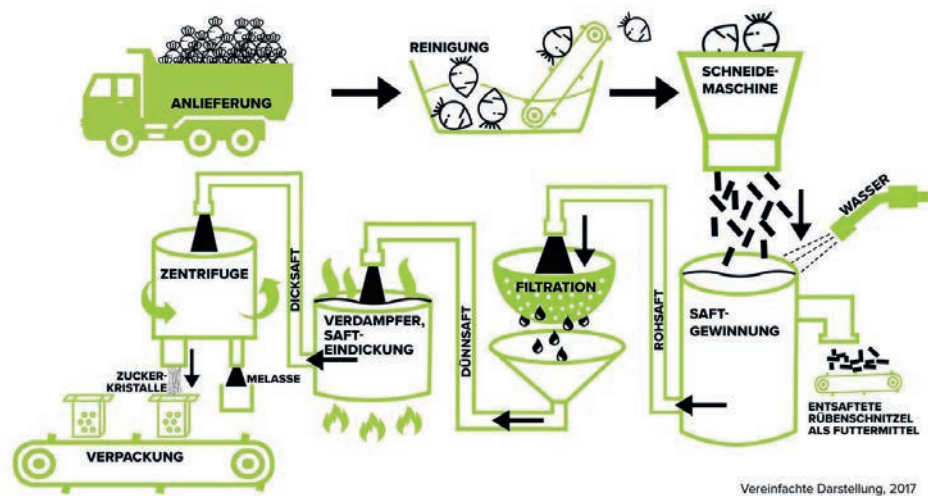 ANLIEFERUNG
REINIGUNG
SCHNEIDE-
MASCHINE
WASSER
ZENTRIFUGE
DICKSAFT
VERDAMPFER,
SAFT-
EINDICKUNG
DÜNNSAFT
FILTRATION
ROHSAFT
SAFT-
GEWINNUNG
ZUCKER-
KRISTALLE
MELASSE
VERPACKUNG
ENTSAFTETE
RÜBENSCHNITZEL
ALS FUTTERMITTEL
Vereinfachte Darstellung, 2017